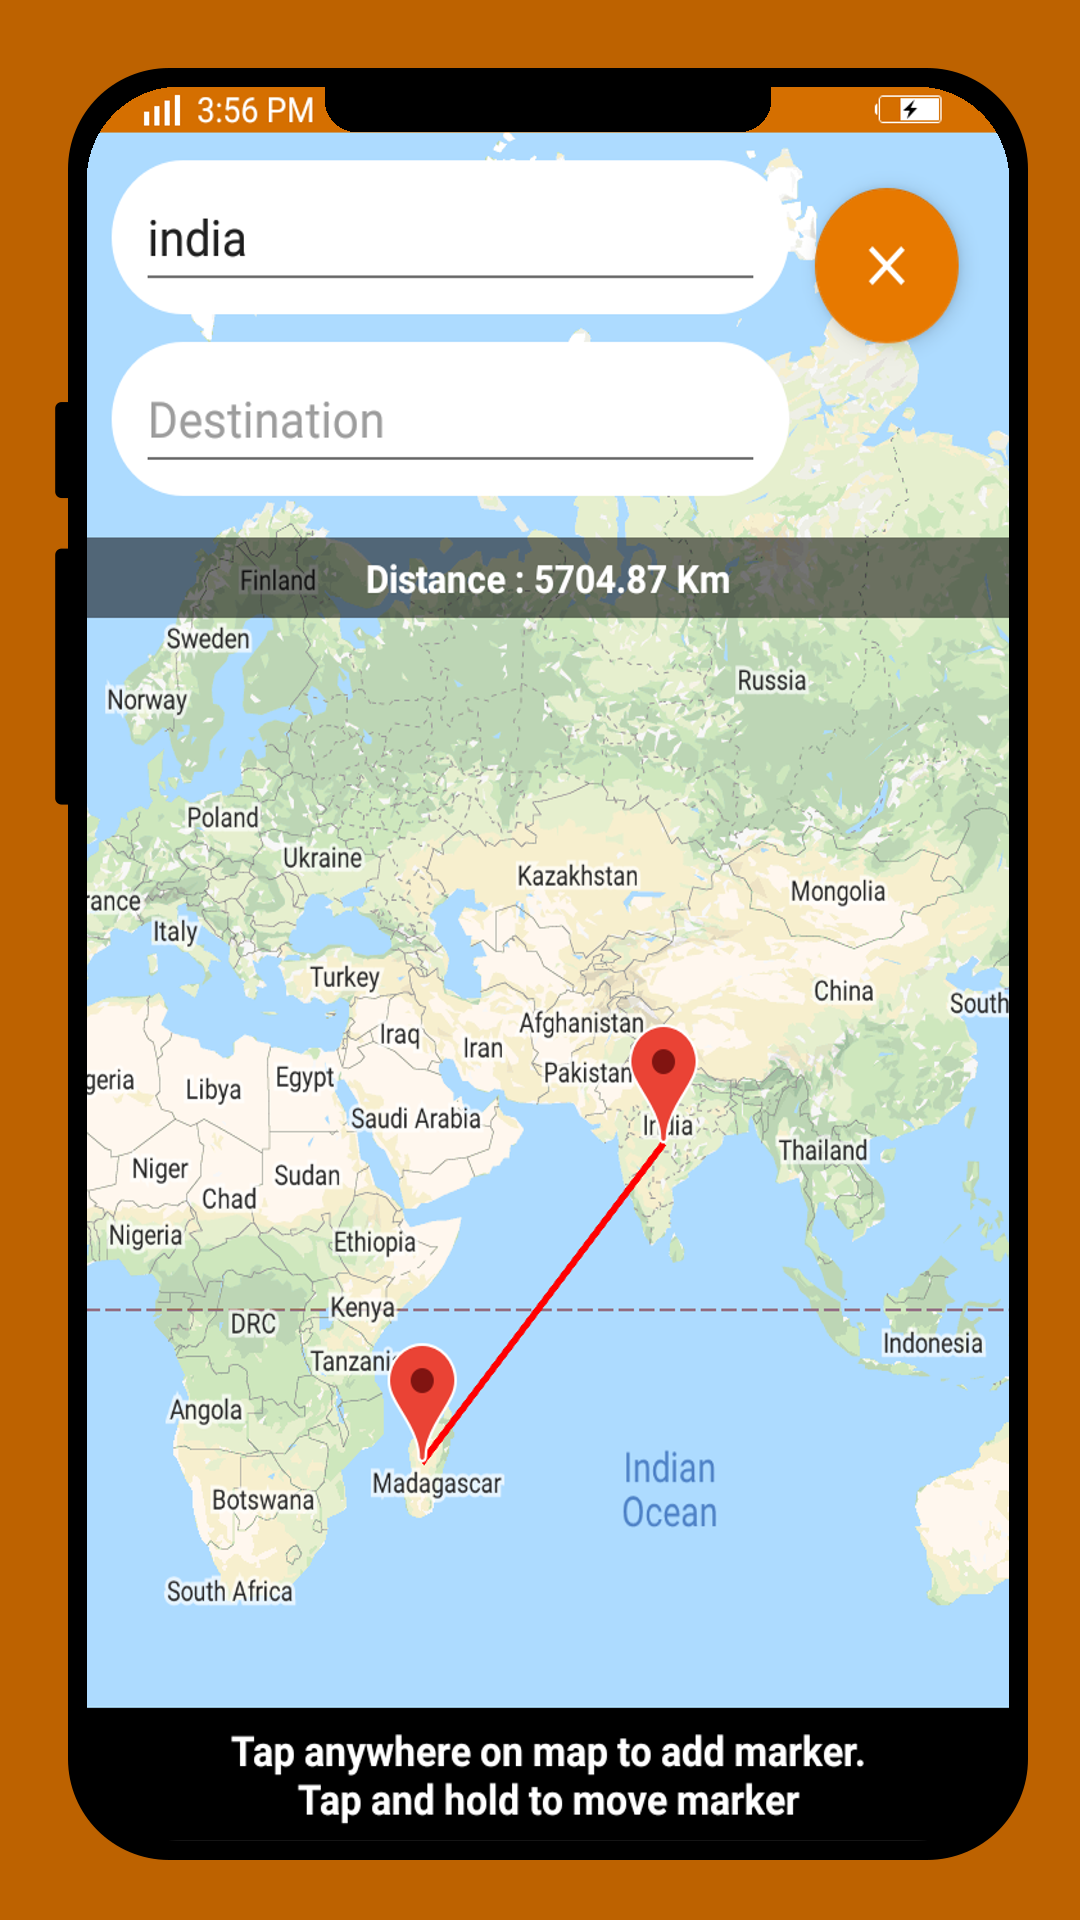 3:56 PM
india
Destination
Finland
Distance : 5704.87 Km
Sweden
Russia
Norway
Poland
Ukraine
Kazakhstan
Mongolia
rance
Italy
Turkey
China
South
Afghanistan
Iraq
Iran
Pakistan
geria
Libya
Egypt
Saudi Arabia
India
Thailand
Niger
Sudan
Chad
Nigeria
Ethiopia
Kenya
DRC
Indonesia
Tanzania
Angola
Indian
Ocean
Madagascar
Botswana
South Africa
Tap anywhere on map to add marker.
Tap and hold to move marker